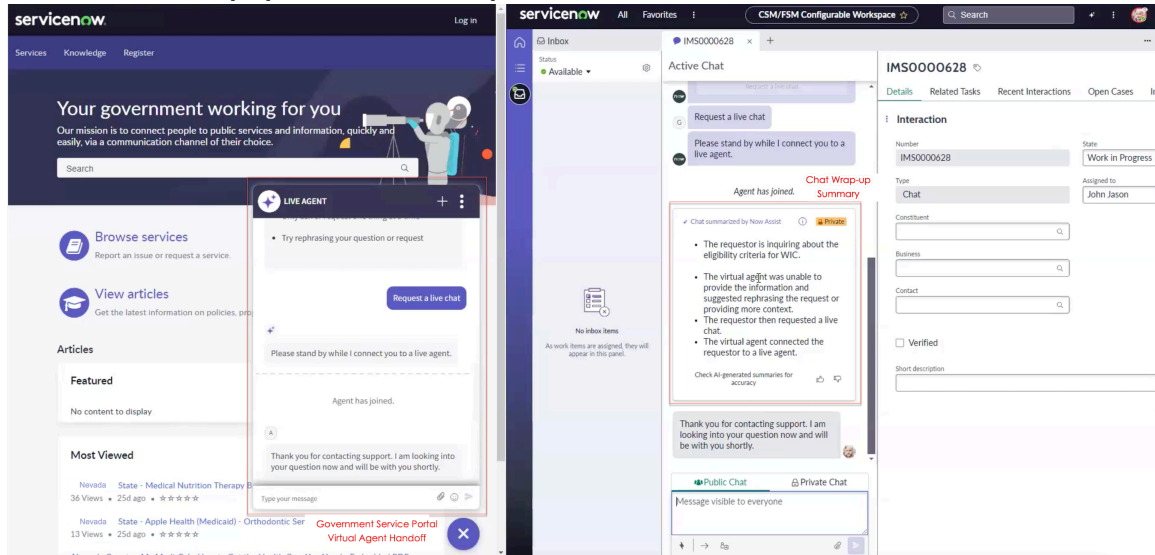 servicenow.
Log in
Services Knowledge Register
Your government working
for you
Our mission is to connect people to public services and information, quickly and
easily, via a communication channel of their choice.
Search
Browse services
Report an issue or request a service.
View articles
Get the latest information on policies, pro
Articles
Featured
No content to display
Most Viewed
Nevada State - Medical Nutrition Therapy B
36 Views • 25d ago • ☆☆☆☆☆
Nevada State - Apple Health (Medicaid) - Orthodontic Ser
13 Views • 25d ago • ☆☆☆☆☆
LIVE AGENT
• Try rephrasing your question or request
Request a live chat
Please stand by while I connect you to a live agent.
Agent has joined.
A
Thank you for contacting support. I am looking into
your question now and will be with you shortly.
Type your message
Government Service Portal
Virtual Agent Handoff
servicenow All Favorites
CSM/FSM Configurable Workspace ☆
Search
Inbox
Status
Available
No inbox items
As work items are assigned, they will
appear in this panel.
IMS0000628 × +
Active Chat
Request a live chat
now
G
Request a live chat
Please stand by while I connect you to a
live agent.
now
Agent has joined.
Chat Wrap-up
Summary
Chat summarized by Now Assist
Private
• The requestor is inquiring about the
eligibility criteria for WIC.
• The virtual agent was unable to
provide the information and
suggested rephrasing the request or
providing more context.
• The requestor then requested a live
chat.
• The virtual agent connected the
requestor to a live agent.
Check AI-generated summaries for
accuracy
Thank you for contacting support. I am
looking into your question now and will
be with you shortly.
Public Chat
Private Chat
Message visible to everyone
IMS0000628
Details Related Tasks Recent Interactions Open Cases
Interaction
Number
IMS0000628
State
Work in Progress
Type
Chat
Assigned to
John Jason
Constituent
Business
Contact
Verified
Short description